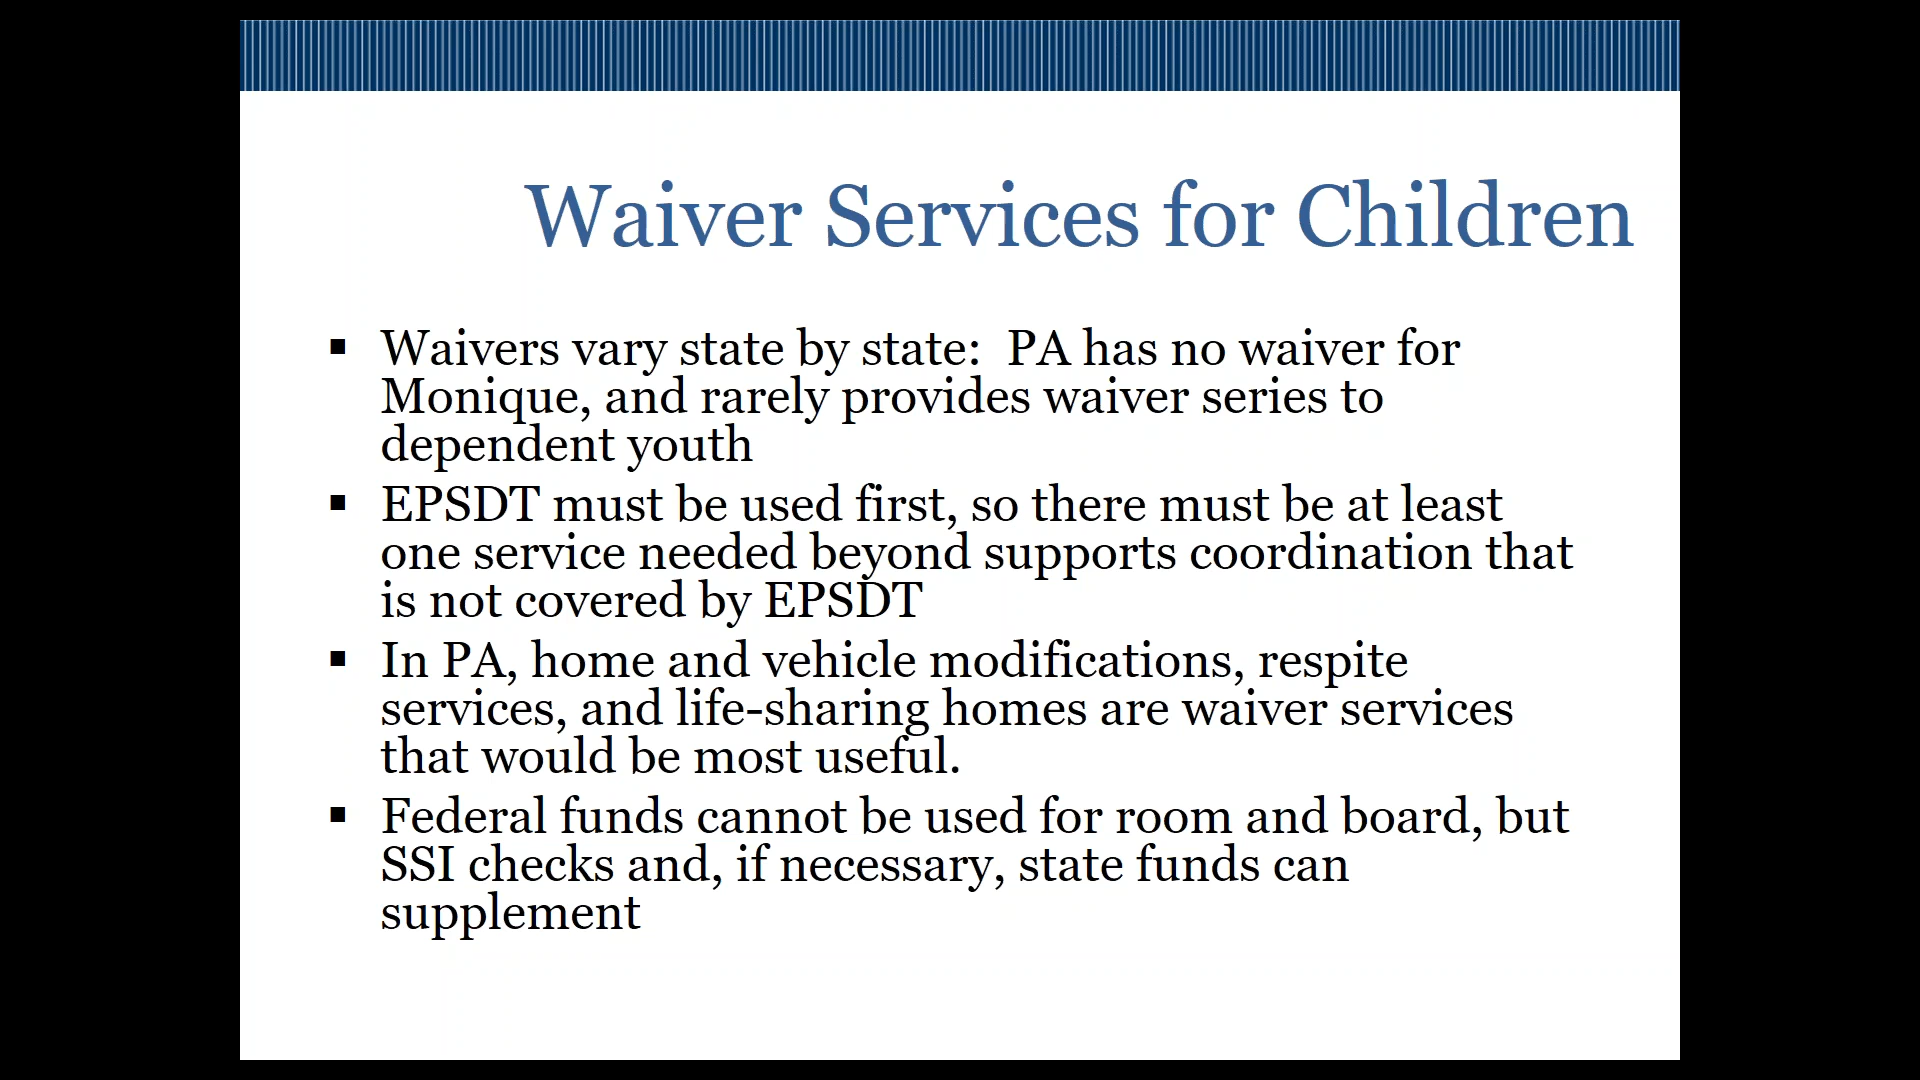 Waiver Services for Children
▪ Waivers vary state by state:  PA has no waiver for
Monique, and rarely provides waiver series to
dependent youth
▪ EPSDT must be used first, so there must be at least
one service needed beyond supports coordination that
is not covered by EPSDT
▪ In PA, home and vehicle modifications, respite
services, and life-sharing homes are waiver services
that would be most useful.
▪ Federal funds cannot be used for room and board, but
SSI checks and, if necessary, state funds can
supplement